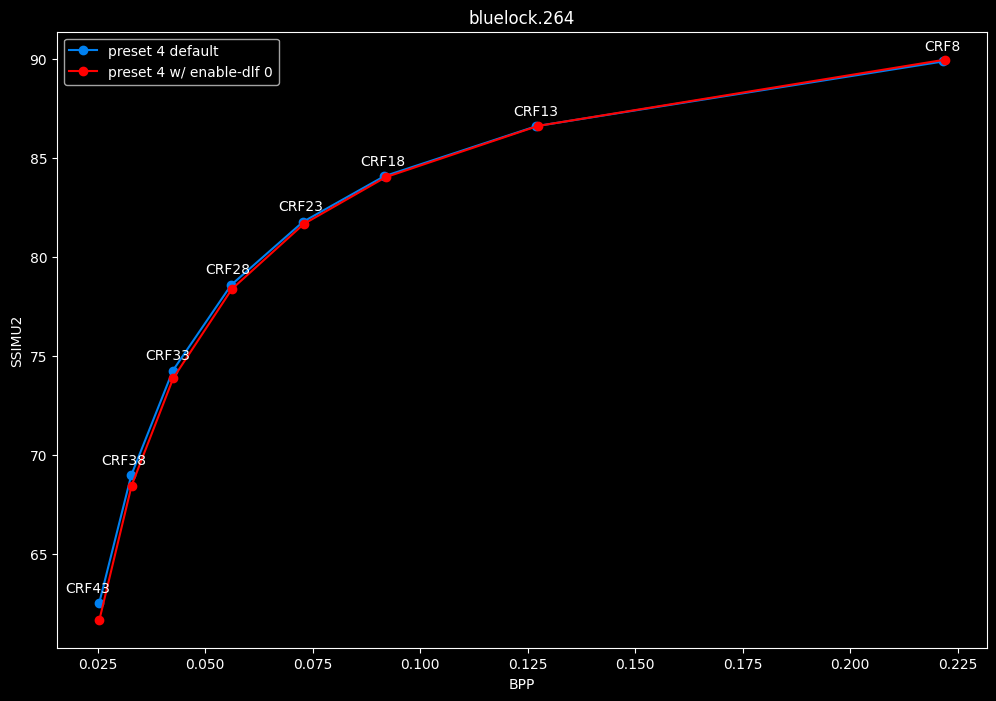 bluelock.264
preset 4 default
preset 4 w/ enable-dlf 0
CRF8
CRF13
CRF18
CRF23
CRF28
CRF33
CRF38
CRF43
90
85
80
75
70
65
SSIMU2
0.025 0.050 0.075 0.100 0.125 0.150 0.175 0.200 0.225
BPP